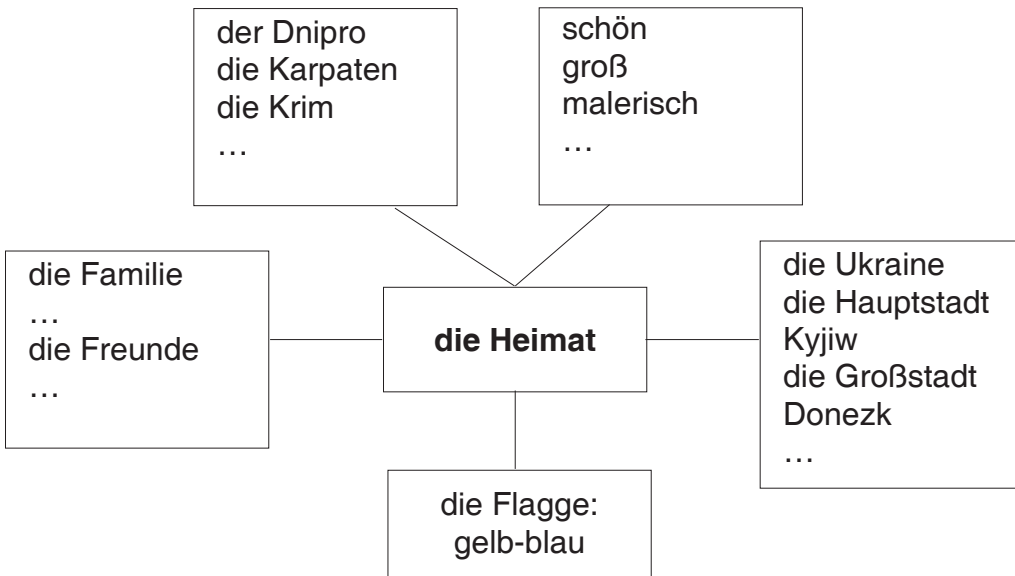 der Dnipro
die Karpaten
die Krim
…
schön
groß
malerisch
…
die Familie
…
die Freunde
…
die Heimat
die Ukraine
die Hauptstadt
Kyjiw
die Großstadt
Donezk
…
die Flagge:
gelb-blau